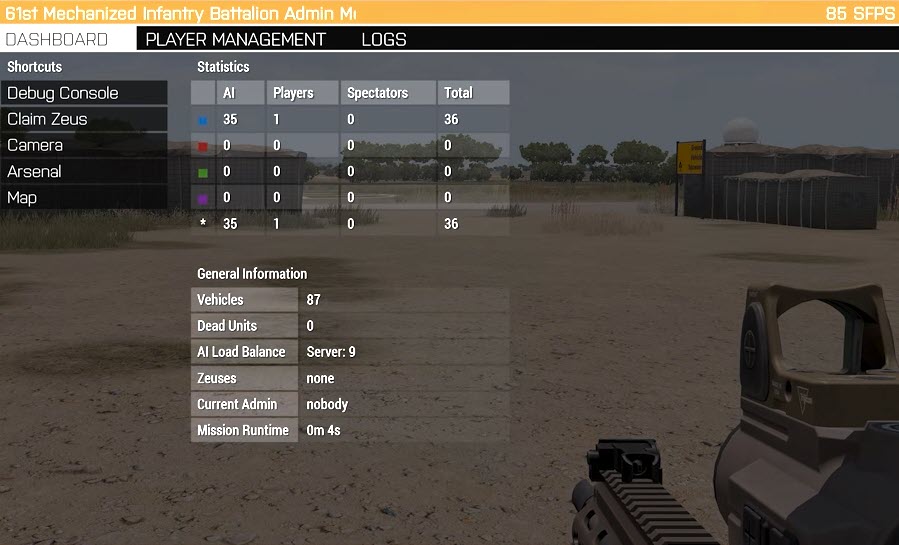 61st Mechanized Infantry Battalion Admin
85 SFPS
DASHBOARD PLAYER MANAGEMENT LOGS
Shortcuts
Debug Console
Claim Zeus
Camera
Arsenal
Map
Statistics
AI Players Spectators Total
35 1 0 36
0 0 0 0
0 0 0 0
0 0 0 0
* 35 1 0 36
General Information
Vehicles 87
Dead Units 0
AI Load Balance Server: 9
Zeuses none
Current Admin nobody
Mission Runtime 0m 4s